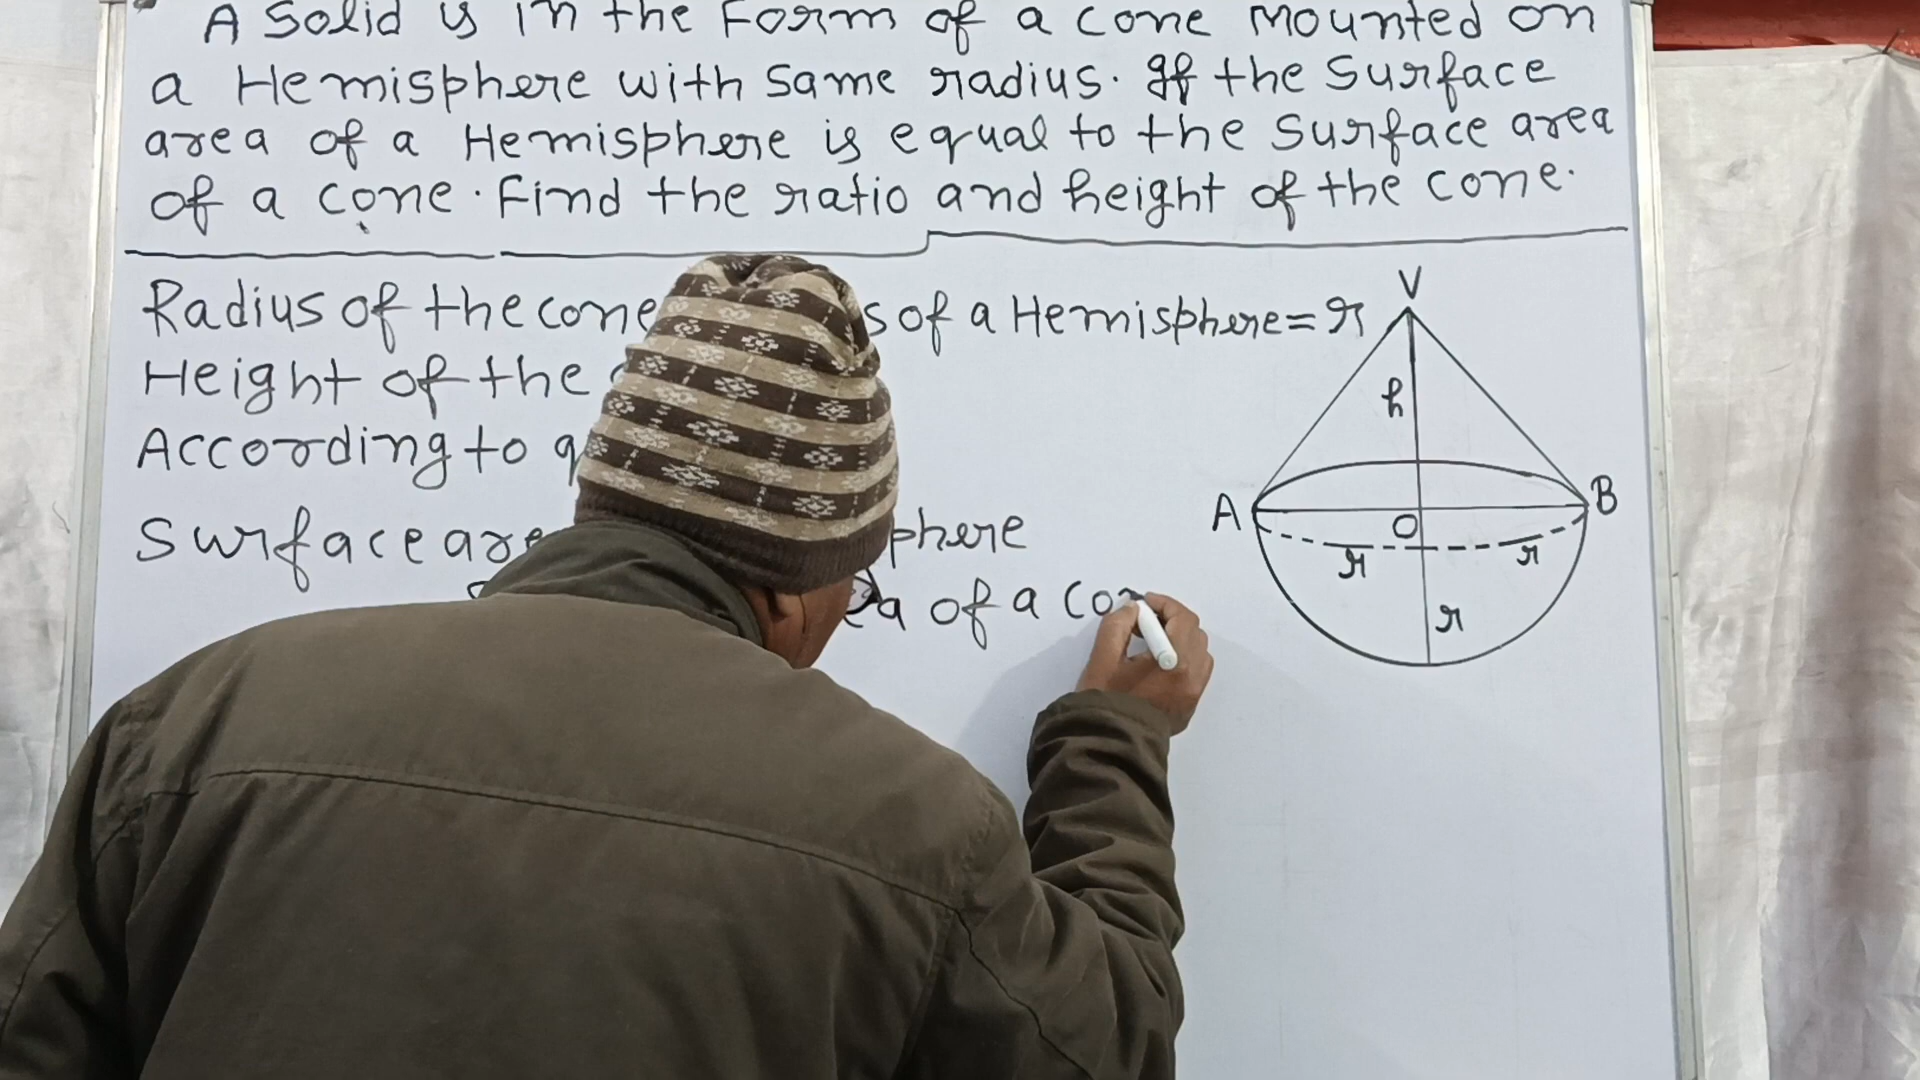 A Solid is in the Form of a cone mounted on
a Hemisphere with same radius. If the surface
area of a Hemisphere is equal to the surface area
of a cone. Find the ratio and height of the cone.
Radius of the cone s of a Hemisphere = r
Height of the
According to q
Surface are phere
ea of a Con
V
h
A
B
O
r
r
r